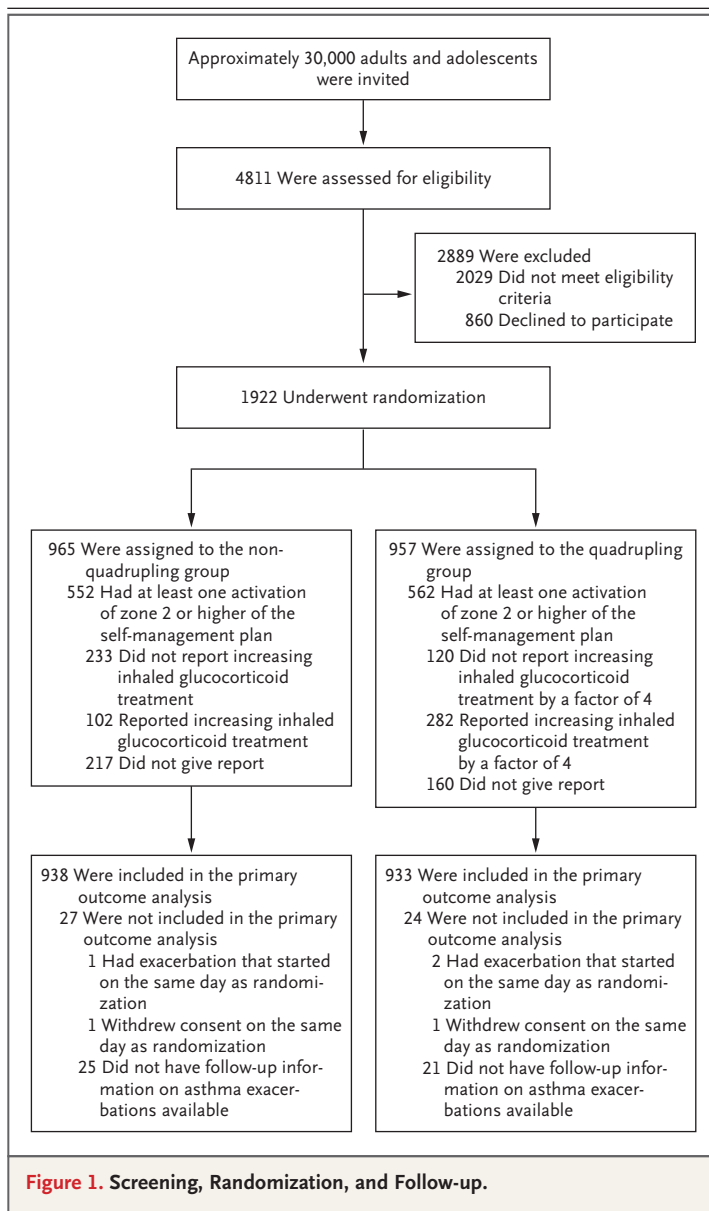 Approximately 30,000 adults and adolescents
were invited
4811 Were assessed for eligibility
2889 Were excluded
2029 Did not meet eligibility
criteria
860 Declined to participate
1922 Underwent randomization
965 Were assigned to the non-
quadrupling group
552 Had at least one activation
of zone 2 or higher of the
self-management plan
233 Did not report increasing
inhaled glucocorticoid
treatment
102 Reported increasing inhaled
glucocorticoid treatment
217 Did not give report
957 Were assigned to the quadrupling
group
562 Had at least one activation
of zone 2 or higher of the
self-management plan
120 Did not report increasing
inhaled glucocorticoid
treatment by a factor of 4
282 Reported increasing inhaled
glucocorticoid treatment
by a factor of 4
160 Did not give report
938 Were included in the primary
outcome analysis
27 Were not included in the primary
outcome analysis
1 Had exacerbation that started
on the same day as randomi-
zation
1 Withdrew consent on the same
day as randomization
25 Did not have follow-up infor-
mation on asthma exacer-
bations available
933 Were included in the primary
outcome analysis
24 Were not included in the primary
outcome analysis
2 Had exacerbation that started
on the same day as randomi-
zation
1 Withdrew consent on the same
day as randomization
21 Did not have follow-up infor-
mation on asthma exacer-
bations available
Figure 1. Screening, Randomization, and Follow-up.